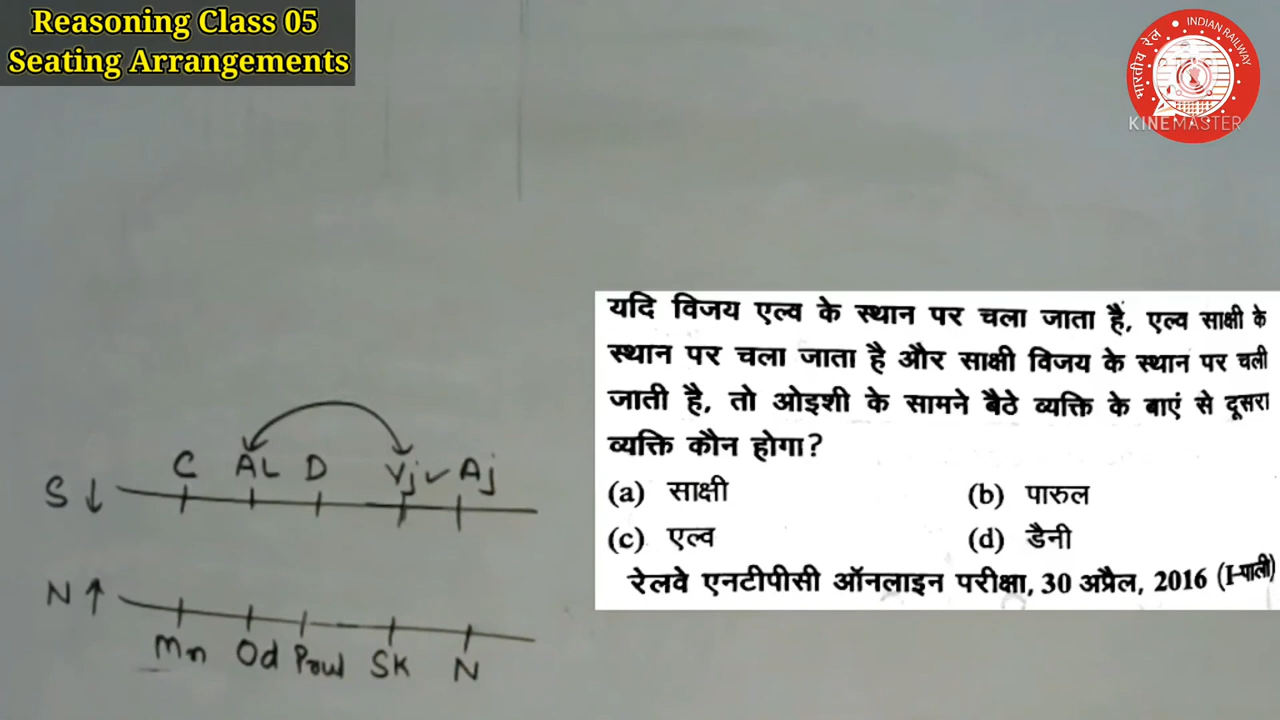 Reasoning Class 05
Seating Arrangements
भारतीय रेल
INDIAN RAILWAY
KINEMASTER
यदि विजय एल्व के स्थान पर चला जाता है, एल्व साक्षी के
स्थान पर चला जाता है और साक्षी विजय के स्थान पर चली
जाती है, तो ओइशी के सामने बैठे व्यक्ति के बाएं से दूसरा
व्यक्ति कौन होगा?
(a) साक्षी (b) पारुल
(c) एल्व (d) डैनी
रेलवे एनटीपीसी ऑनलाइन परीक्षा, 30 अप्रैल, 2016 (I-पाली)
C AL D Vj ✓ Aj
S ↓
N ↑
Mn Od Parul SK N